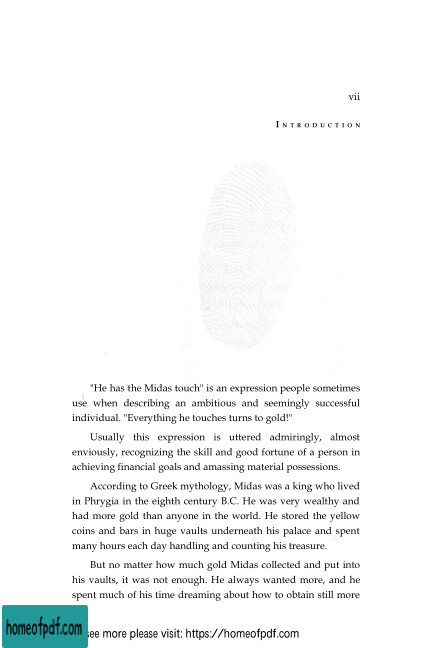 vii
INTRODUCTION
"He has the Midas touch" is an expression people sometimes
use when describing an ambitious and seemingly successful
individual. "Everything he touches turns to gold!"
Usually this expression is uttered admiringly, almost
enviously, recognizing the skill and good fortune of a person in
achieving financial goals and amassing material possessions.
According to Greek mythology, Midas was a king who lived
in Phrygia in the eighth century B.C. He was very wealthy and
had more gold than anyone in the world. He stored the yellow
coins and bars in huge vaults underneath his palace and spent
many hours each day handling and counting his treasure.
But no matter how much gold Midas collected and put into
his vaults, it was not enough. He always wanted more, and he
spent much of his time dreaming about how to obtain still more
homeofpdf.com
see more please visit: https://homeofpdf.com